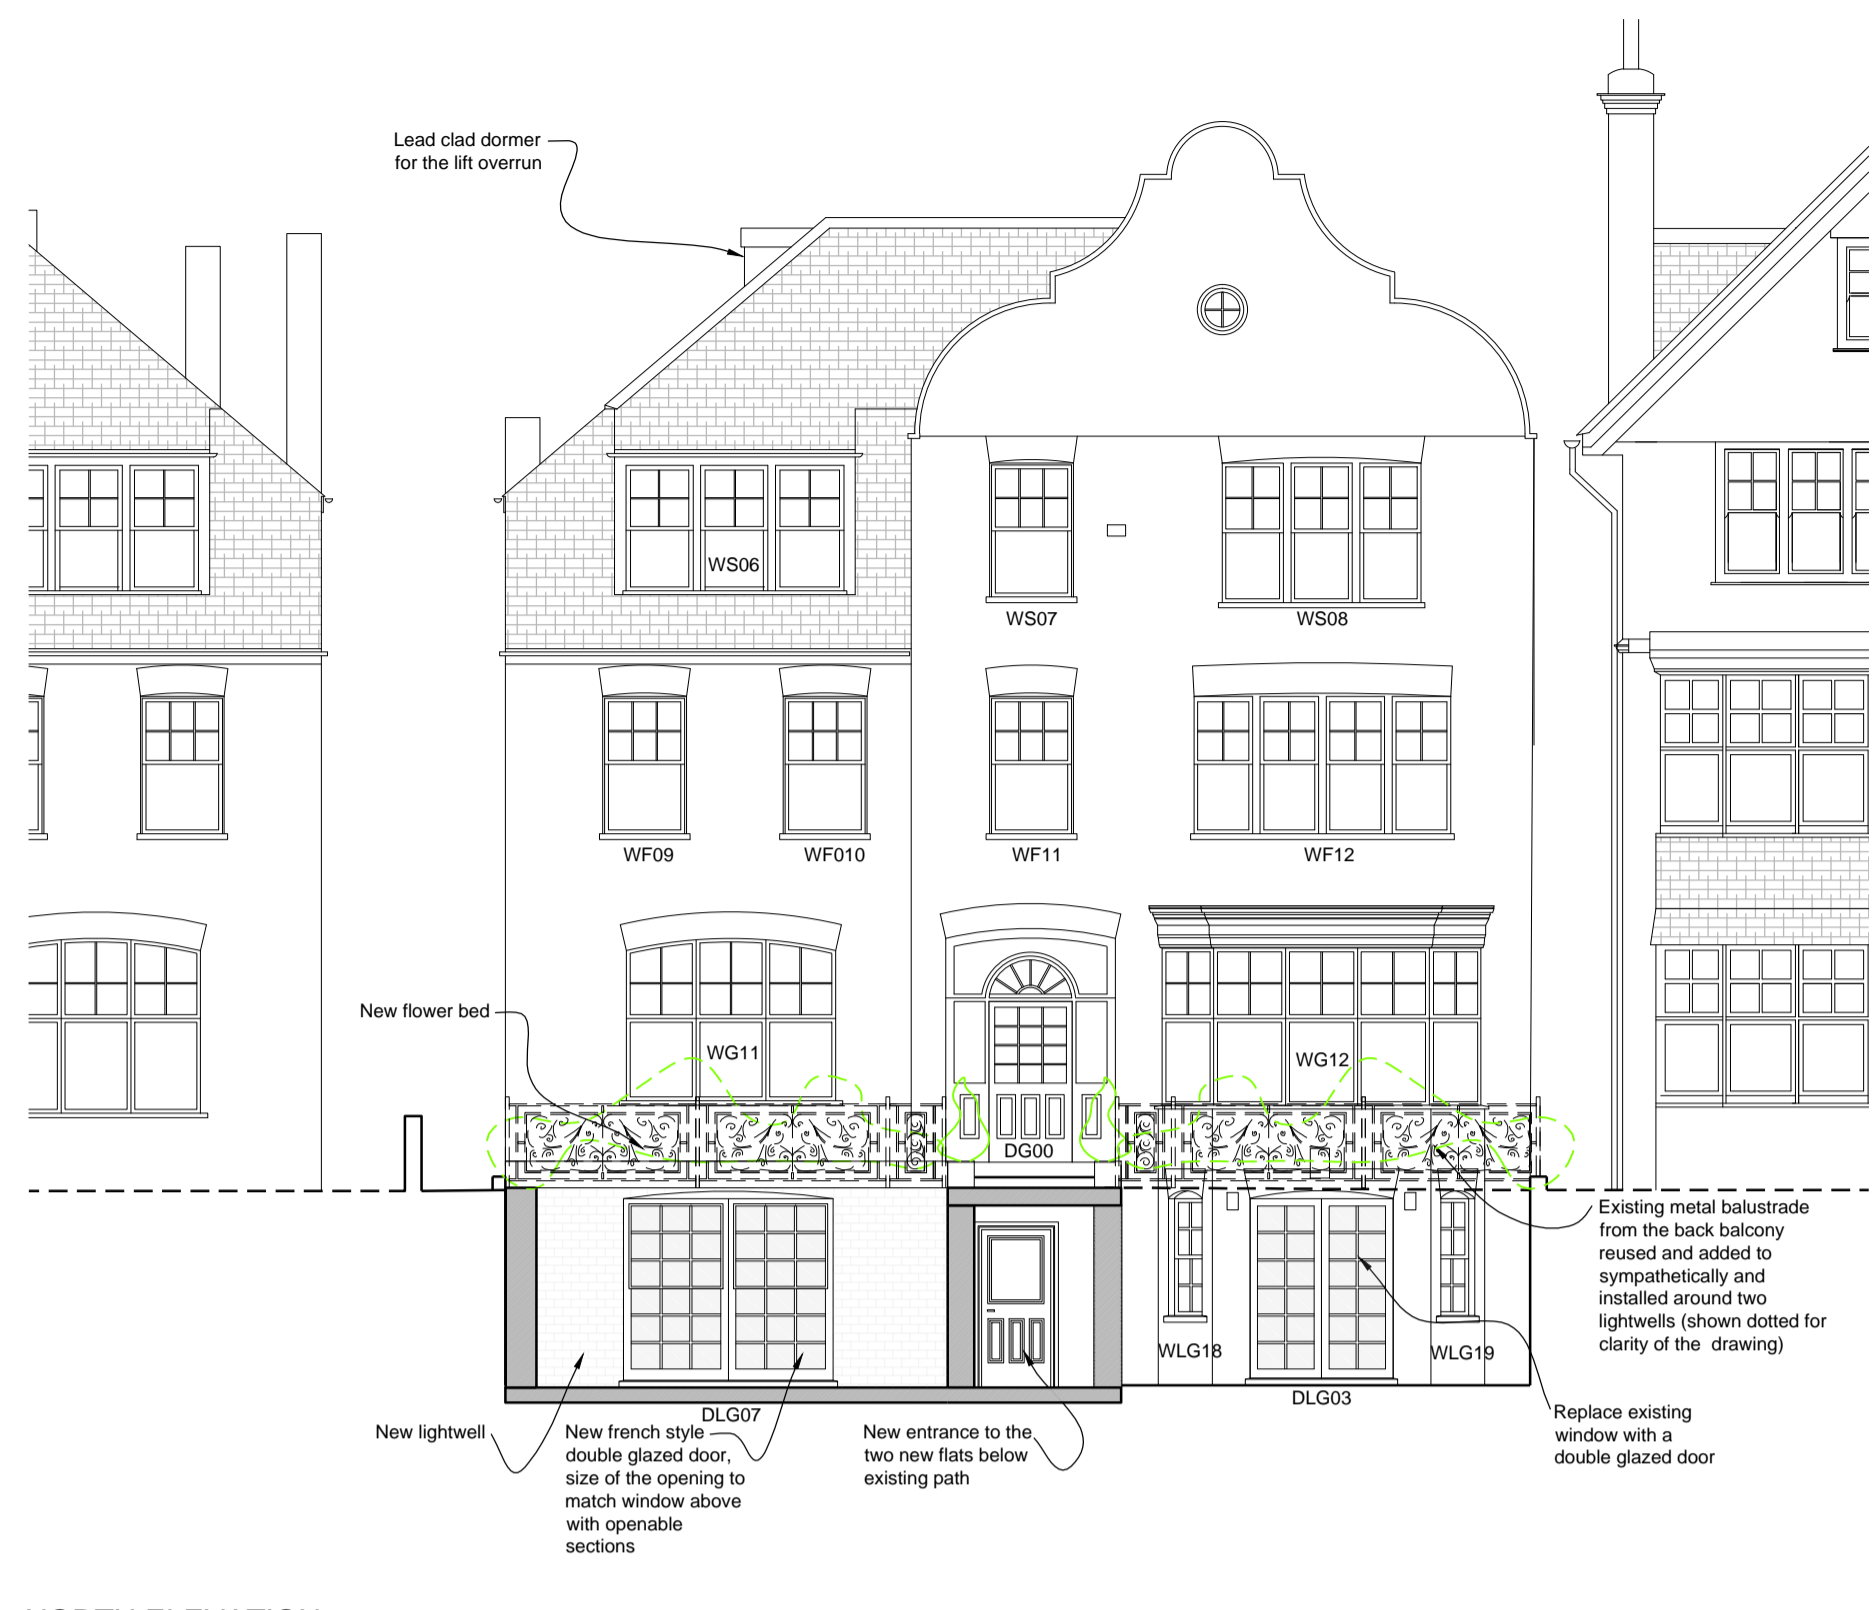 Lead clad dormer
for the lift overrun
WS06
WS07
WS08
WF09
WF010
WF11
WF12
New flower bed
WG11
WG12
DG00
Existing metal balustrade
from the back balcony
reused and added to
sympathetically and
installed around two
lightwells (shown dotted for
clarity of the drawing)
WLG18
WLG19
DLG03
DLG07
New lightwell
New french style
double glazed door,
size of the opening to
match window above
with openable
sections
New entrance to the
two new flats below
existing path
Replace existing
window with a
double glazed door
NORTH ELEVATION